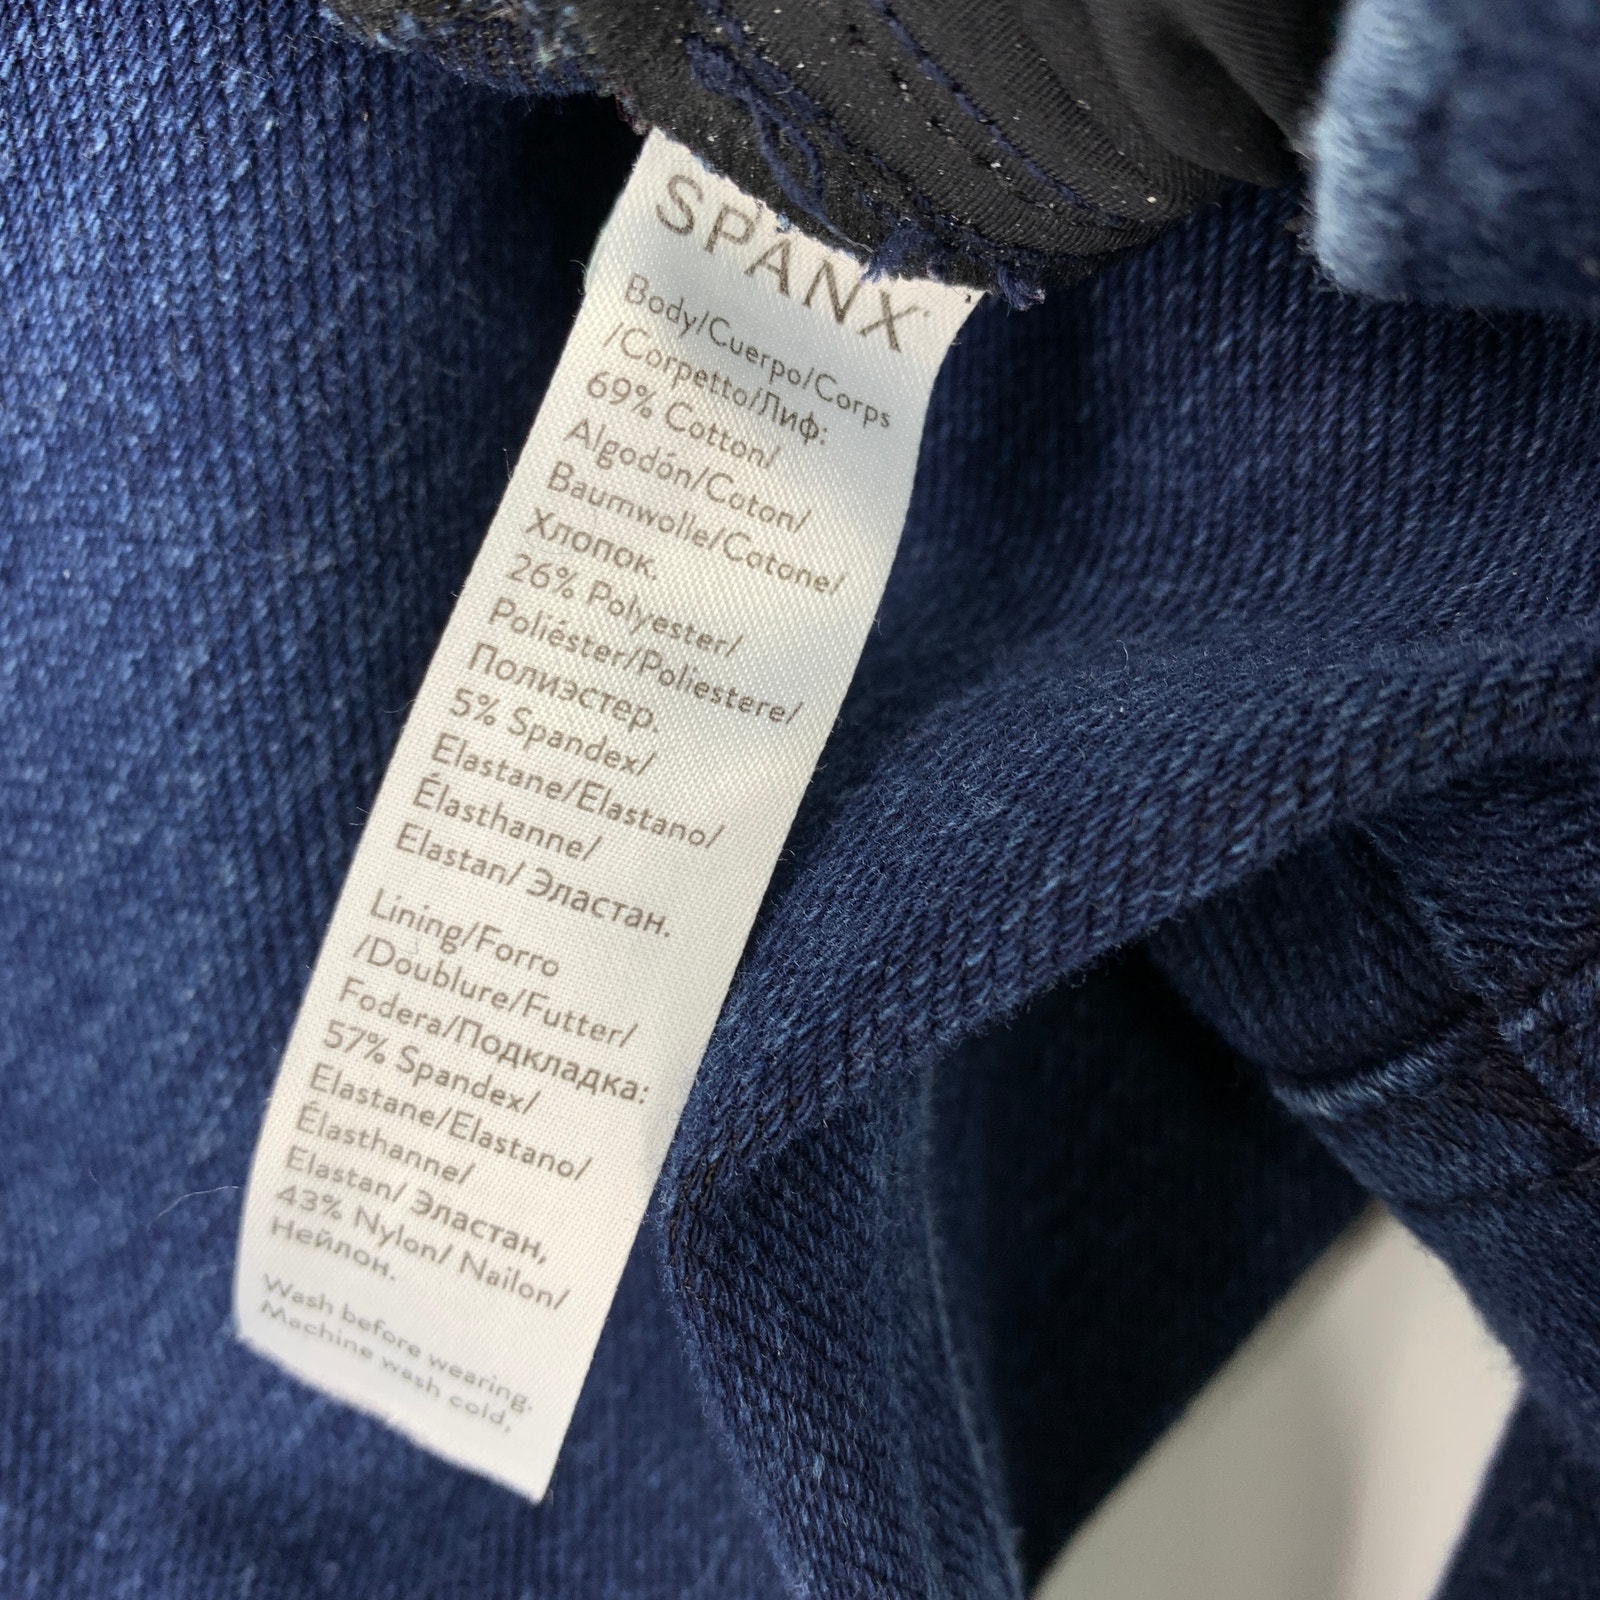 SPANX
Body/Cuerpo/Corps
/Corpetto/Лиф:
69% Cotton/
Algodón/Coton/
Baumwolle/Cotone/
Хлопок.
26% Polyester/
Poliéster/Poliestere/
Полиэстер.
5% Spandex/
Elastane/Elastano/
Élasthanne/
Elastan/ Эластан.
Lining/Forro
/Doublure/Futter/
Fodera/Подкладка:
57% Spandex/
Elastane/Elastano/
Élasthanne/
Elastan/ Эластан,
43% Nylon/ Nailon/
Нейлон.
Wash before wearing.
Machine wash cold,